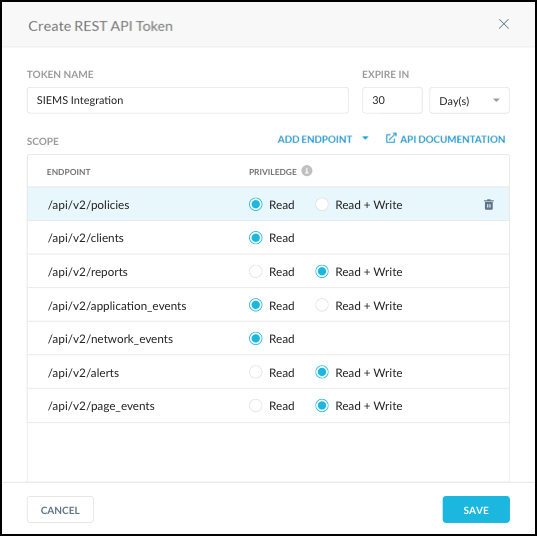 Create REST API Token
TOKEN NAME
EXPIRE IN
SIEMS Integration
30
Day(s)
SCOPE
ADD ENDPOINT
API DOCUMENTATION
ENDPOINT
PRIVILEDGE
/api/v2/policies
Read
Read + Write
/api/v2/clients
Read
/api/v2/reports
Read
Read + Write
/api/v2/application_events
Read
Read + Write
/api/v2/network_events
Read
/api/v2/alerts
Read
Read + Write
/api/v2/page_events
Read
Read + Write
CANCEL
SAVE